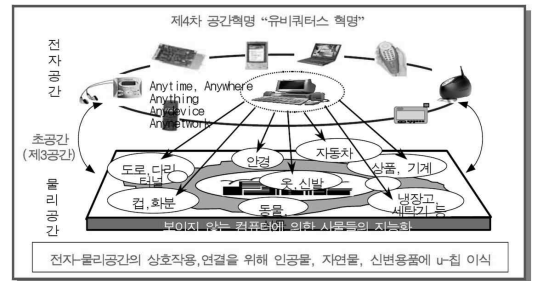 제4차 공간혁명 “유비쿼터스 혁명”
전자공간
Anytime, Anywhere
Anything
Anydevice
Anynetwork
초공간
(제3공간)
물리공간
도로, 다리
터널
안경
자동차
상품, 기계
컵,화분
옷,신발
동물,
냉장고,
세탁기 등
보이지 않는 컴퓨터에 의한 사물들의 지능화
전자-물리공간의 상호작용,연결을 위해 인공물, 자연물, 신변용품에 u-칩 이식